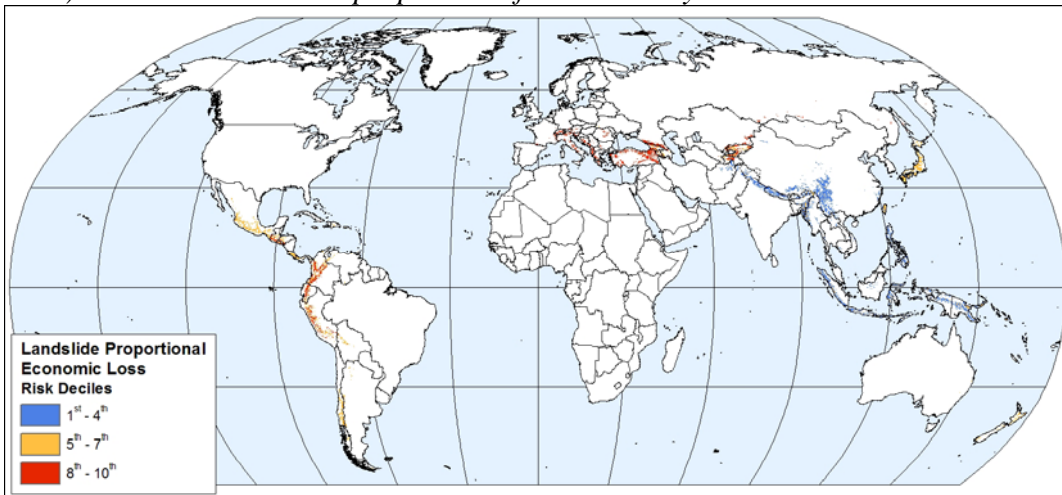 Landslide Proportional
Economic Loss
Risk Deciles
1st - 4th
5th - 7th
8th - 10th